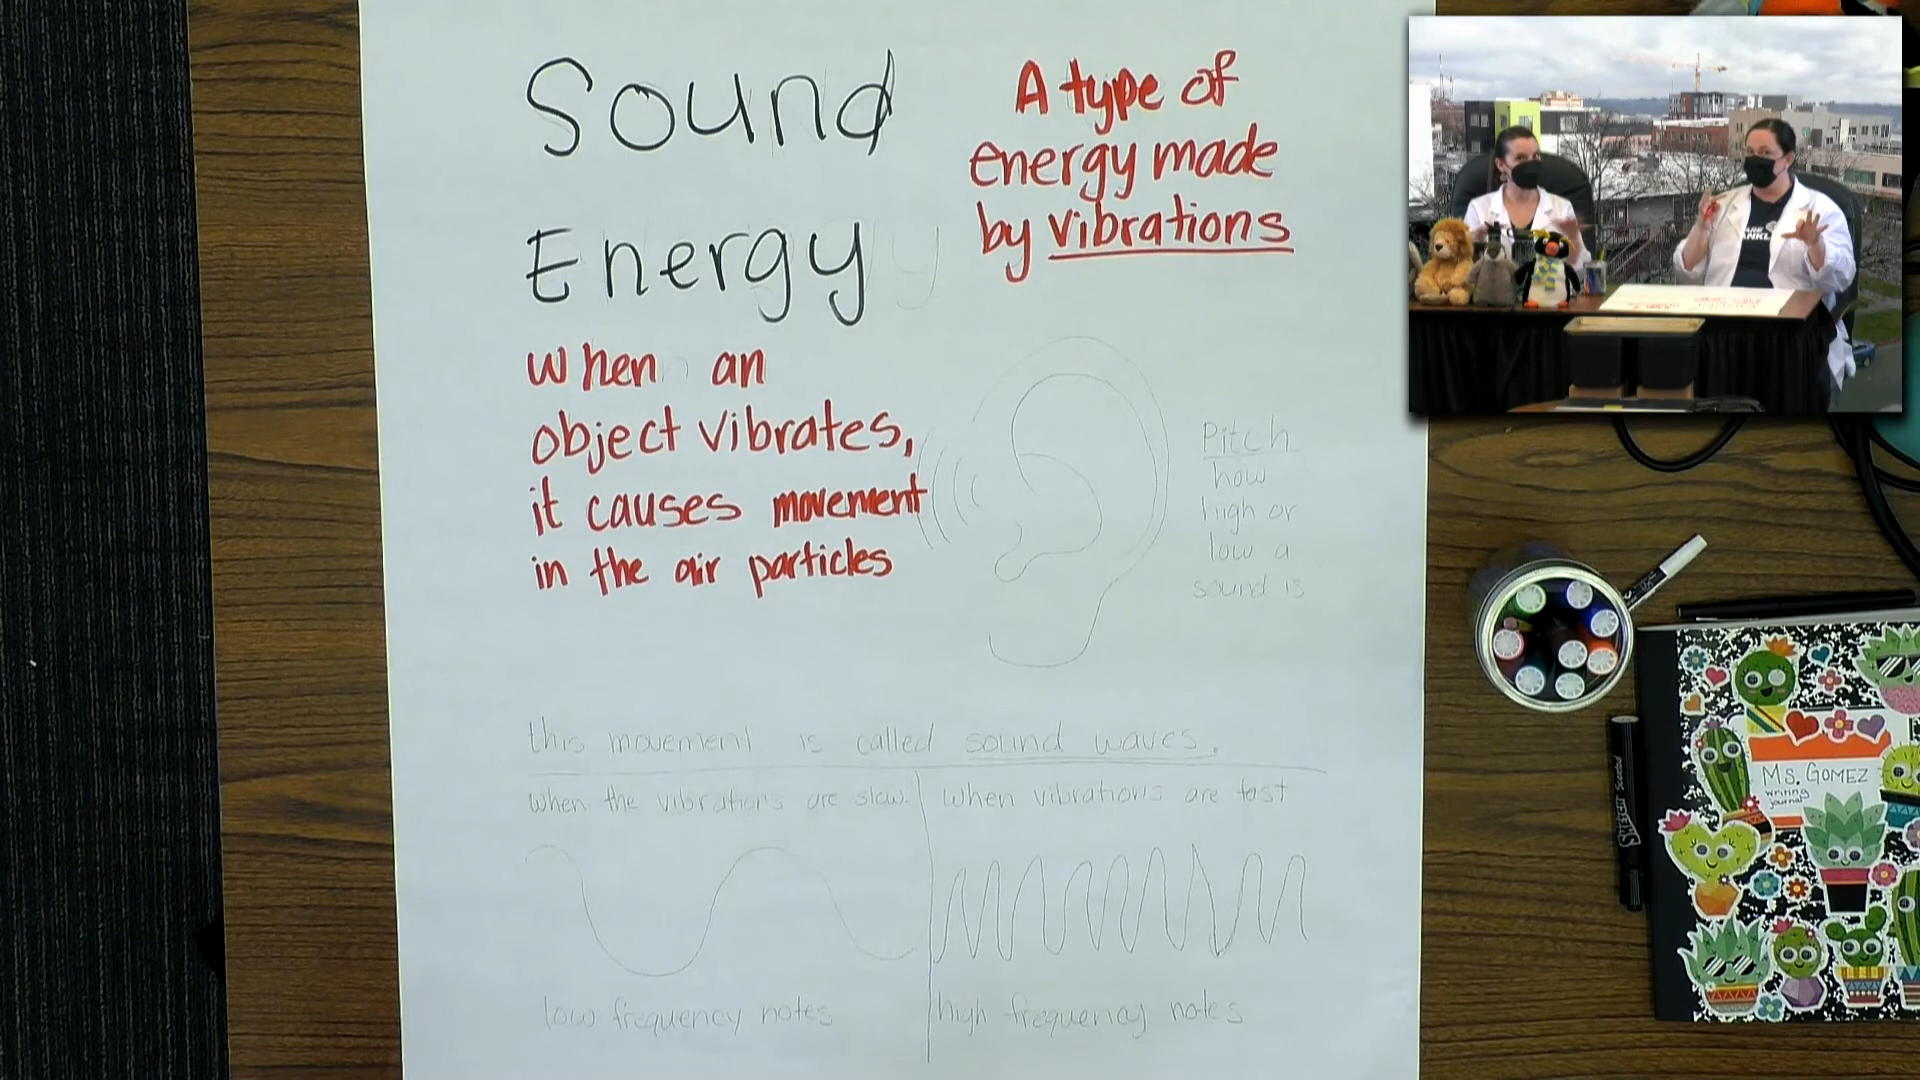 Sound
Energy
A type of
energy made
by vibrations
when an
object vibrates,
it causes movement
in the air particles
Pitch
how
high or
low a
sound is
this movement is called sound waves.
when the vibrations are slow
when vibrations are fast
low frequency notes
high frequency notes
MS. GOMEZ
writing
journal